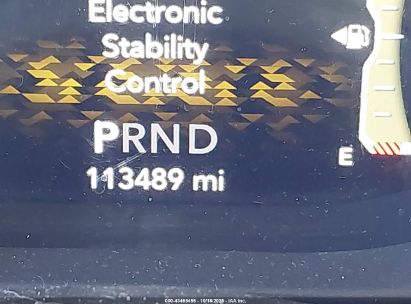 Electronic
Stability
Control
PRND
E
113489 mi